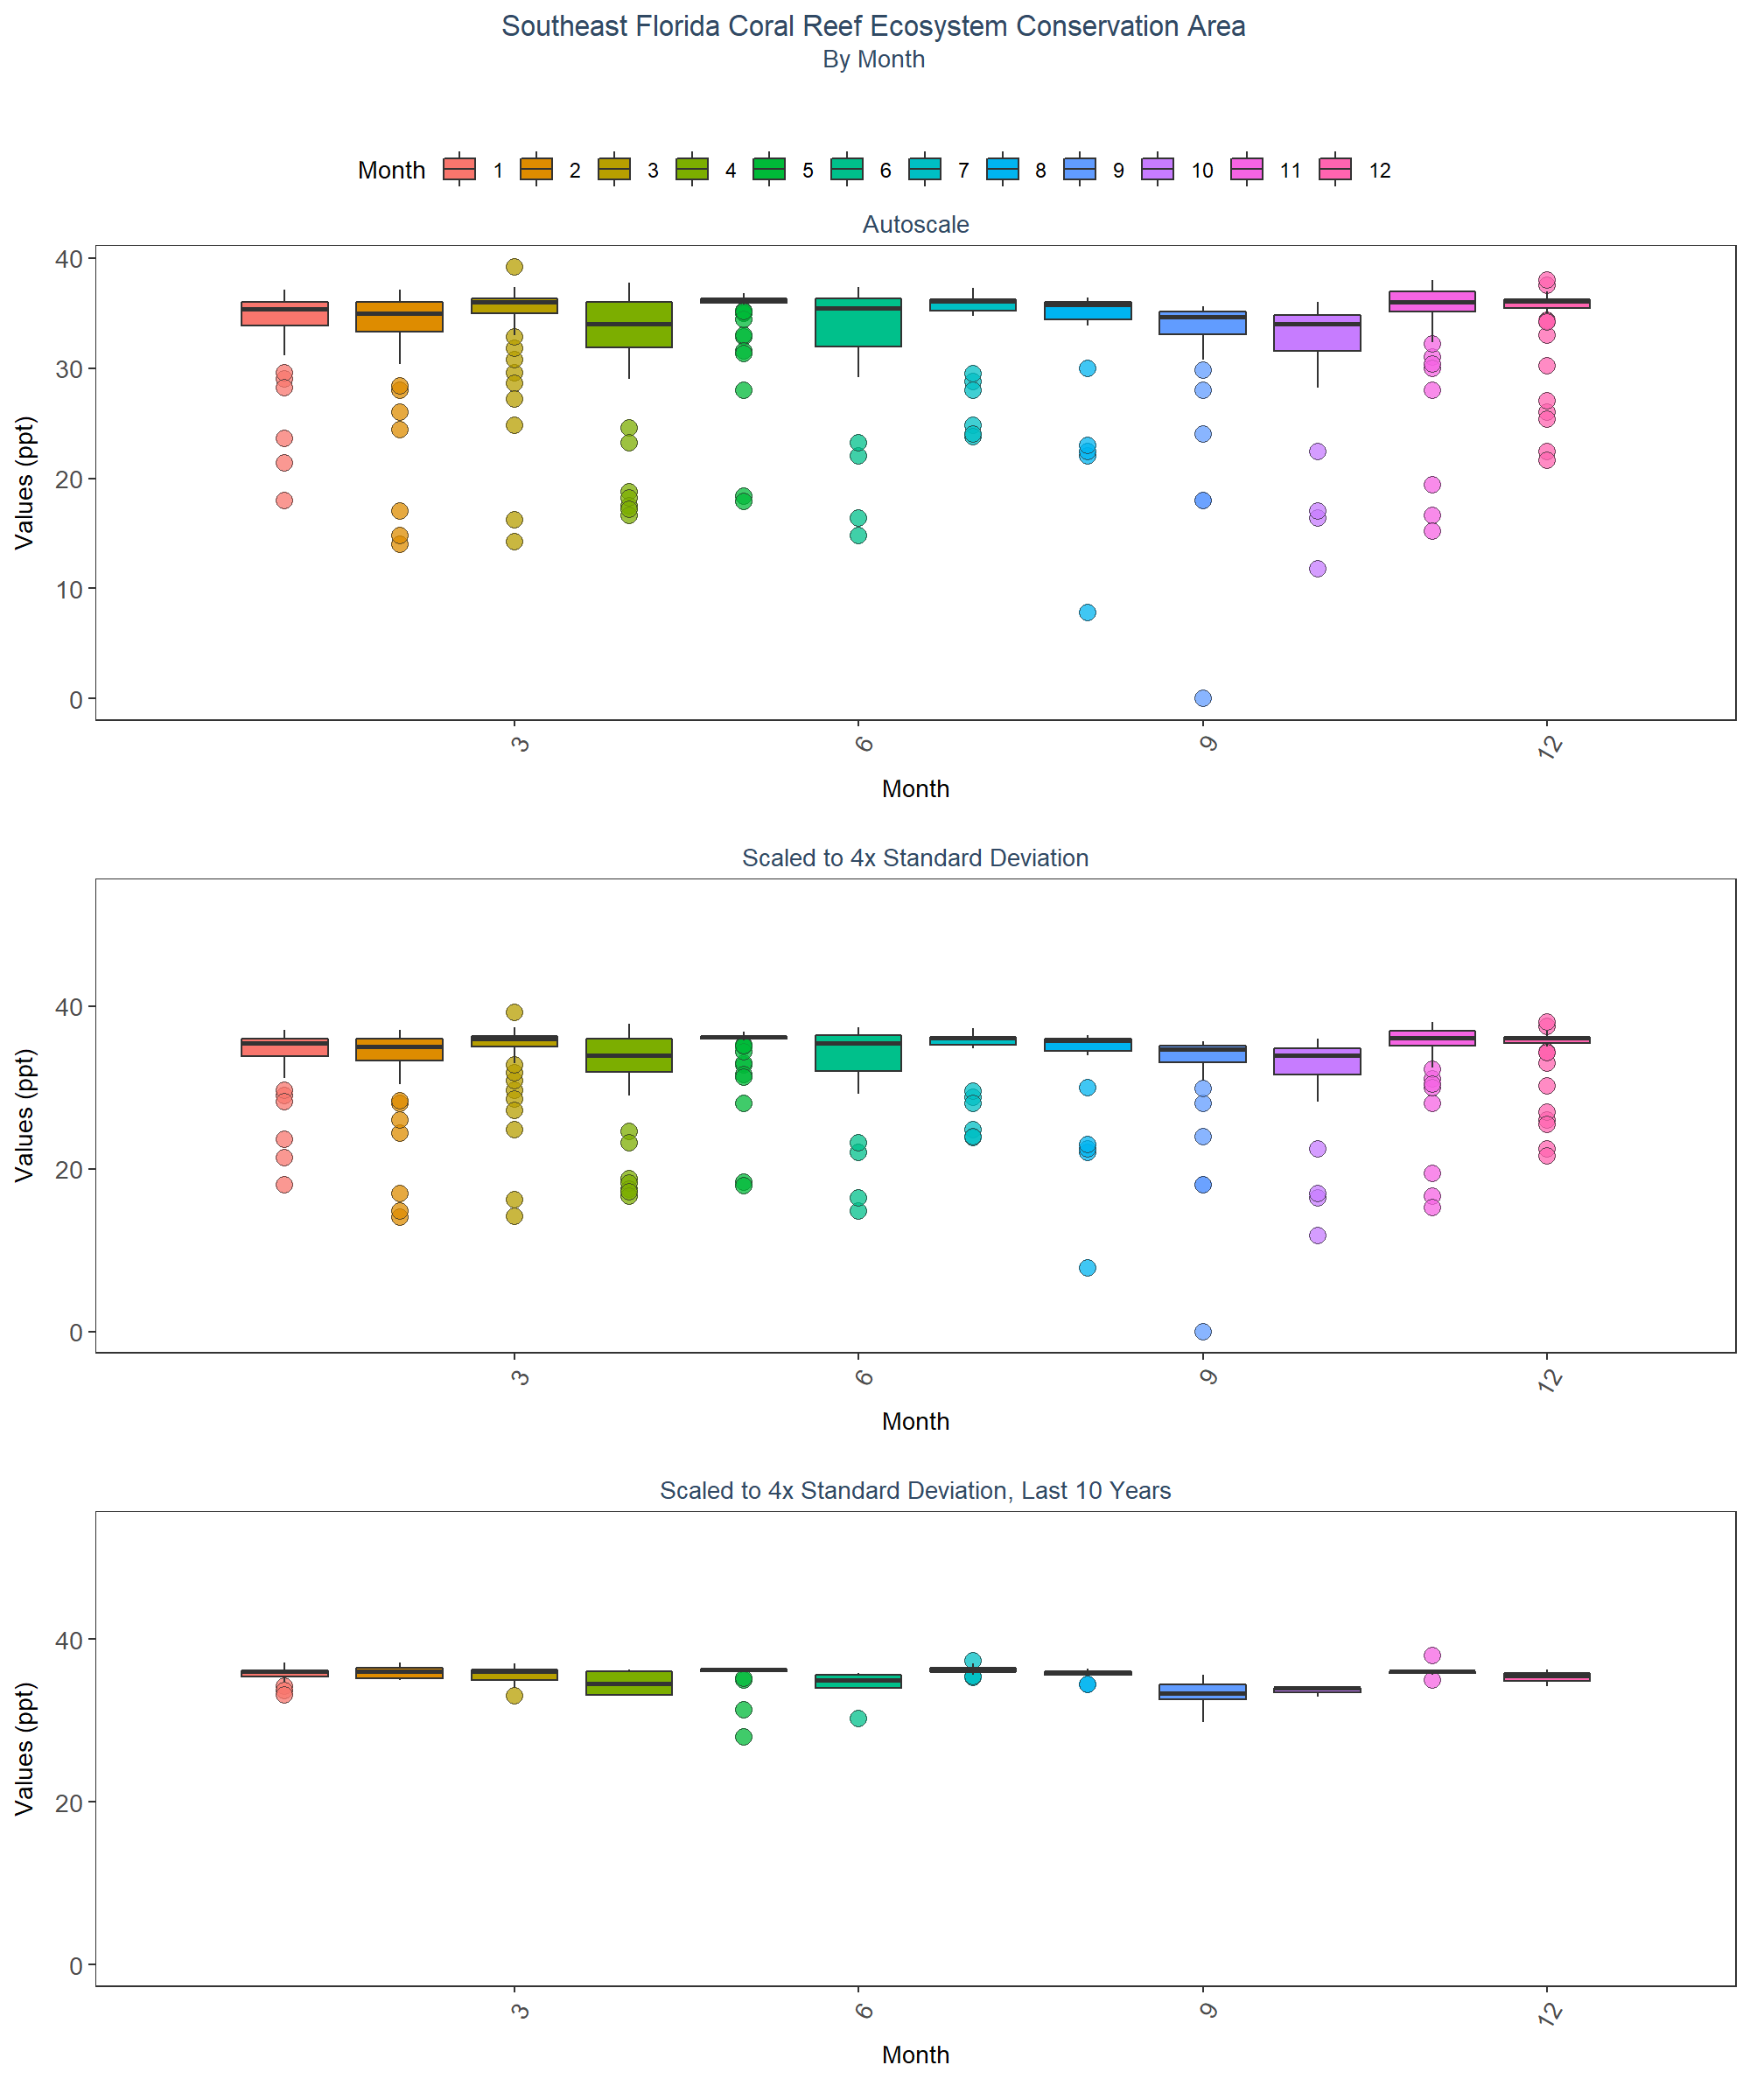 Southeast Florida Coral Reef Ecosystem Conservation Area
By Month
Month 1 2 3 4 5 6 7 8 9 10 11 12
Autoscale
Values (ppt)
40
30
20
10
0
3 6 9 12
Month
Scaled to 4x Standard Deviation
Values (ppt)
40
20
0
3 6 9 12
Month
Scaled to 4x Standard Deviation, Last 10 Years
Values (ppt)
40
20
0
3 6 9 12
Month